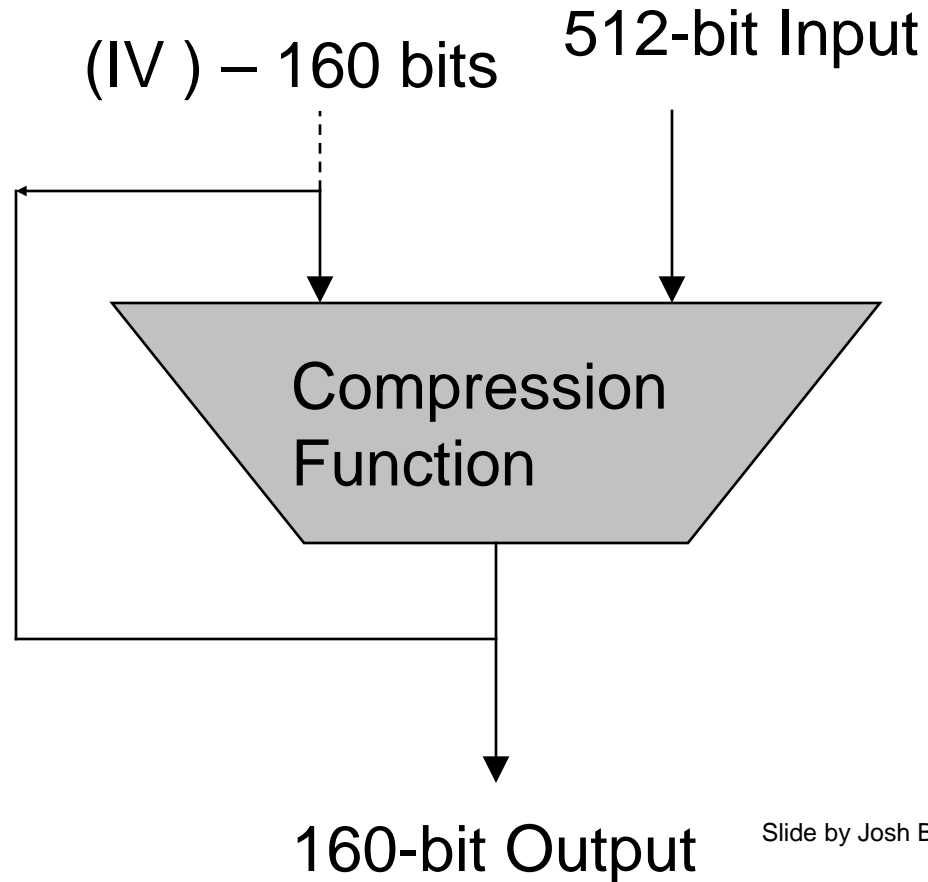 (IV ) – 160 bits
512-bit Input
Compression
Function
160-bit Output
Slide by Josh